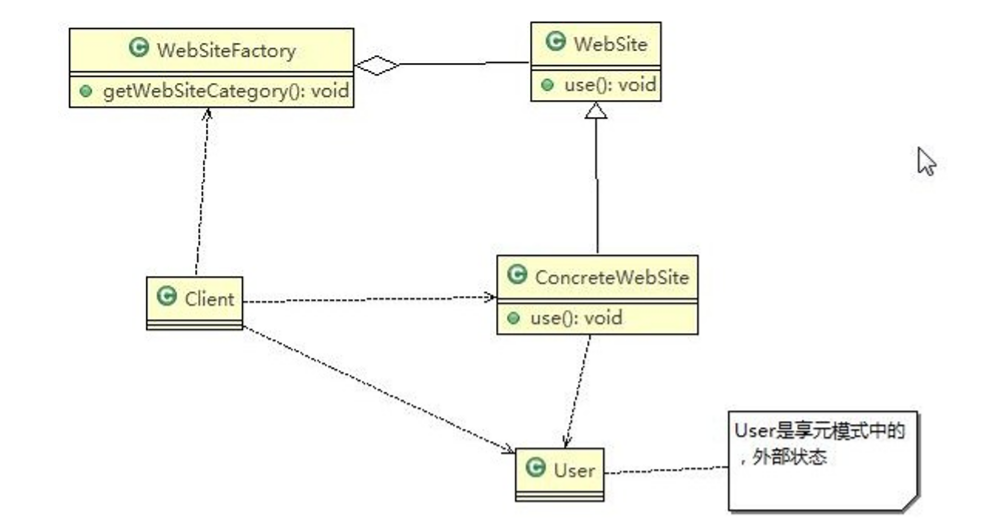 WebSiteFactory
getWebSiteCategory(): void
WebSite
use(): void
Client
ConcreteWebSite
use(): void
User
User是享元模式中的
，外部状态